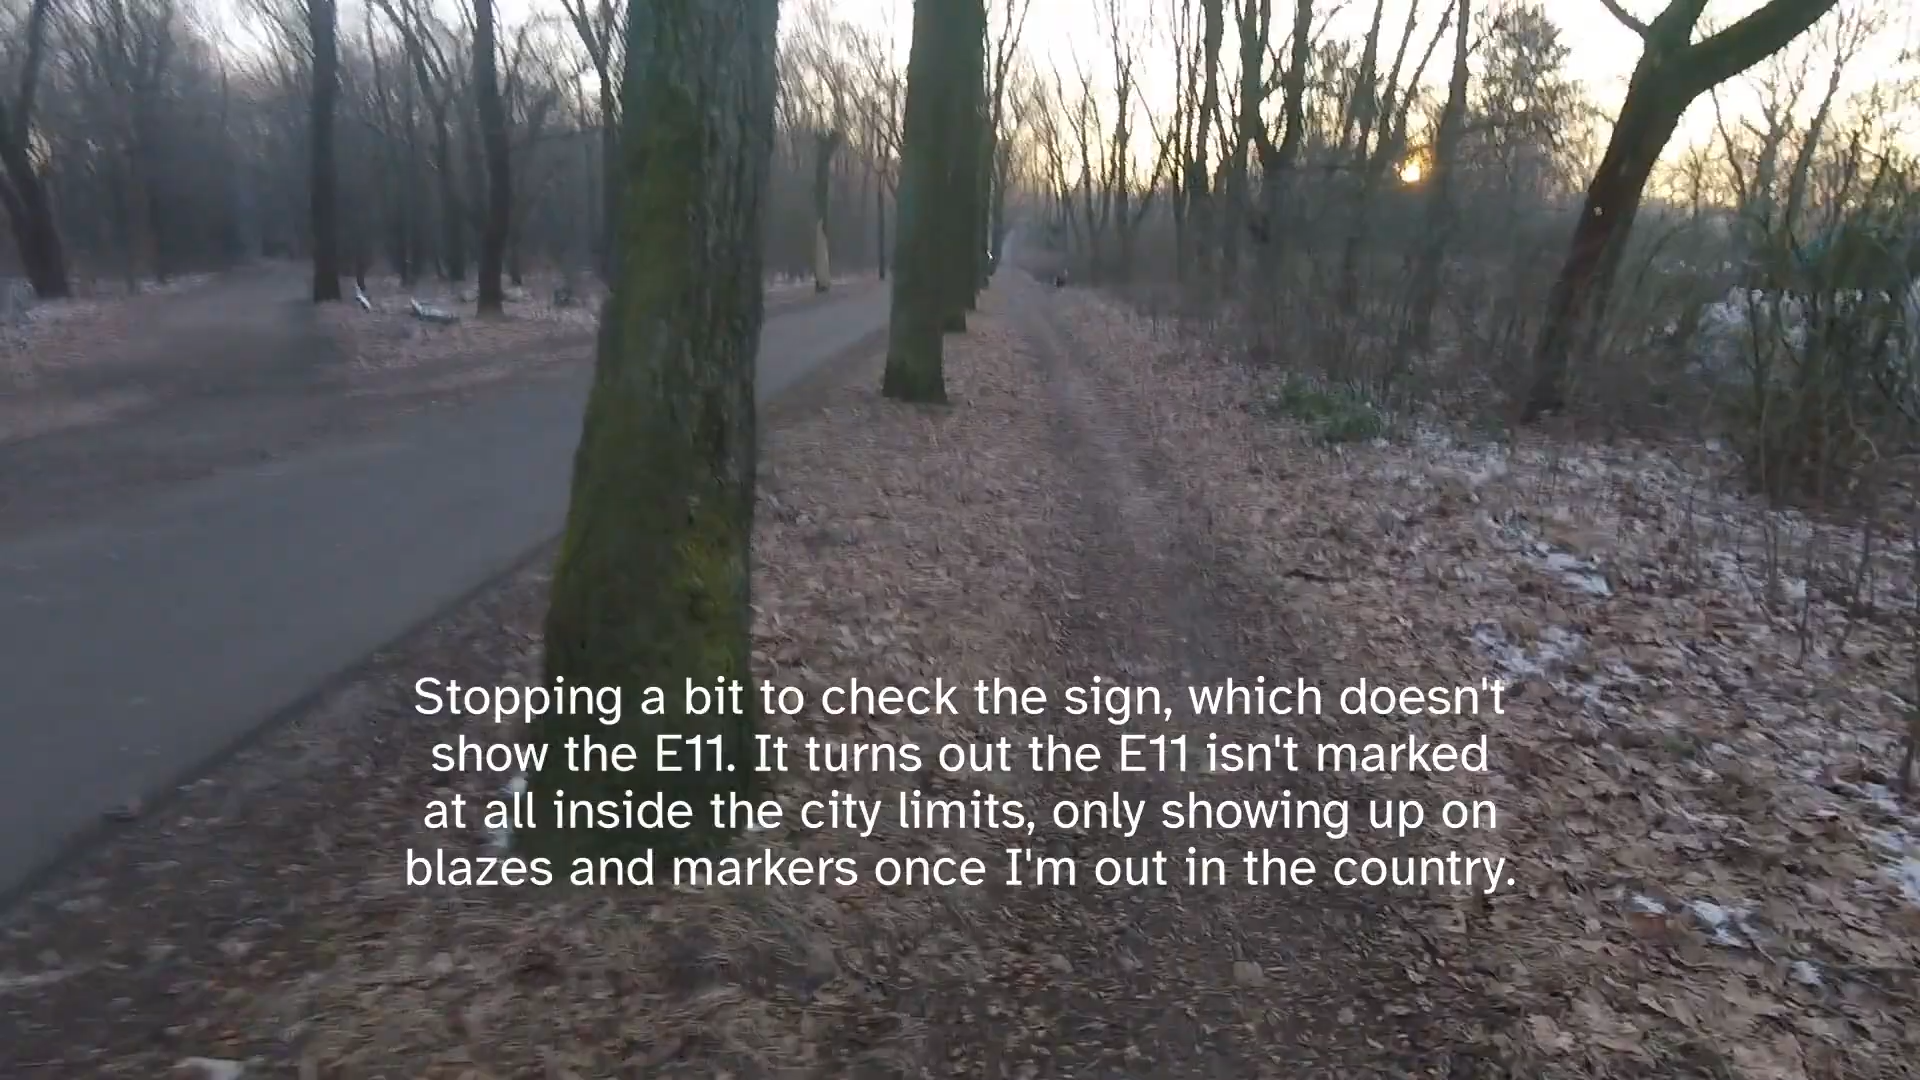 Stopping a bit to check the sign, which doesn't
show the E11. It turns out the E11 isn't marked
at all inside the city limits, only showing up on
blazes and markers once I'm out in the country.